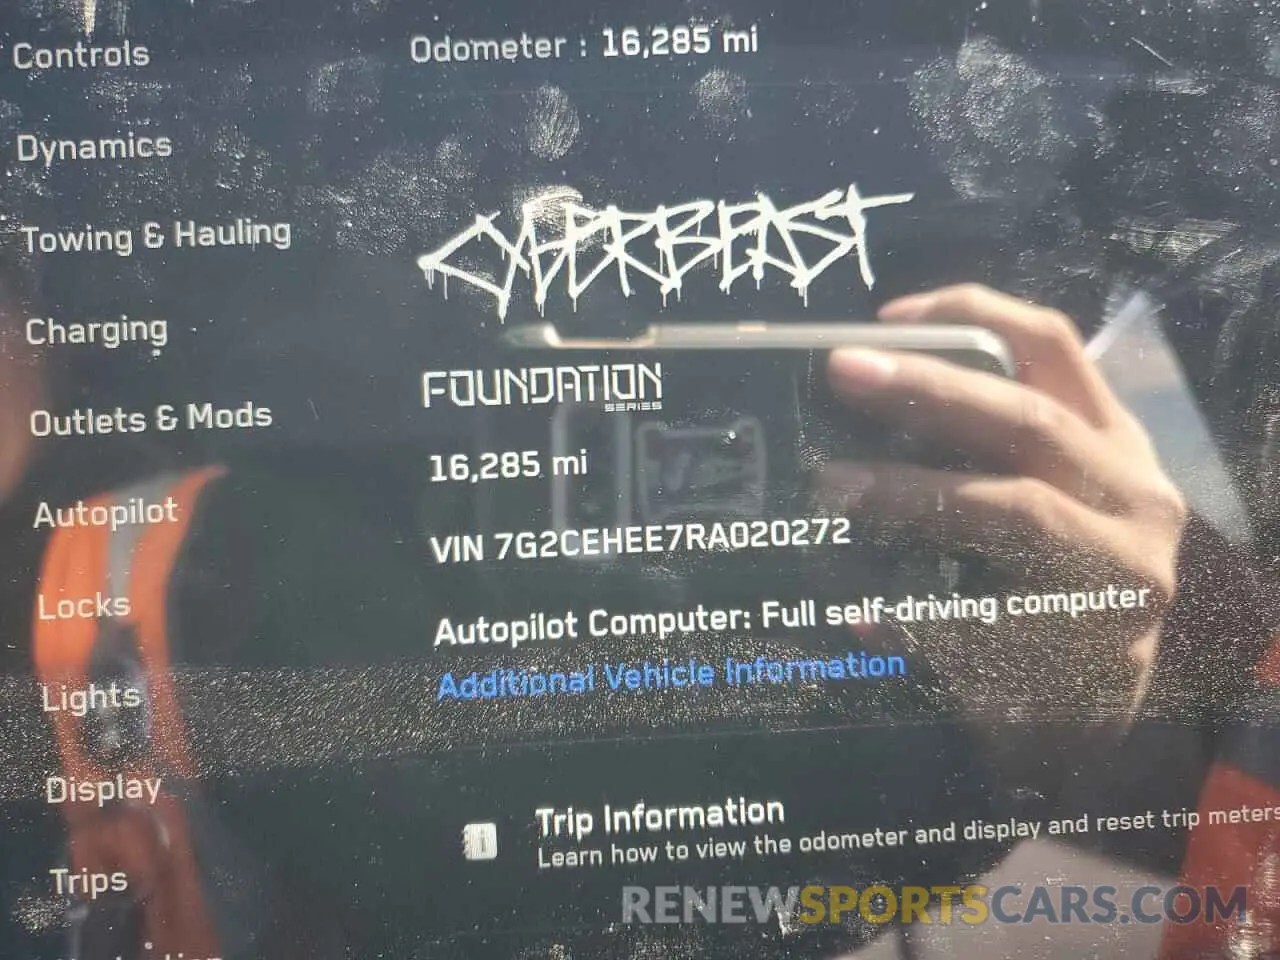 Controls
Odometer : 16,285 mi
Dynamics
Towing & Hauling
CYBERBEAST
Charging
FOUNDATION
SERIES
Outlets & Mods
16,285 mi
Autopilot
VIN 7G2CEHEE7RA020272
Locks
Autopilot Computer: Full self-driving computer
Additional Vehicle Information
Lights
Display
Trip Information
Learn how to view the odometer and display and reset trip meters
Trips
RENEWSPORTSCARS.COM